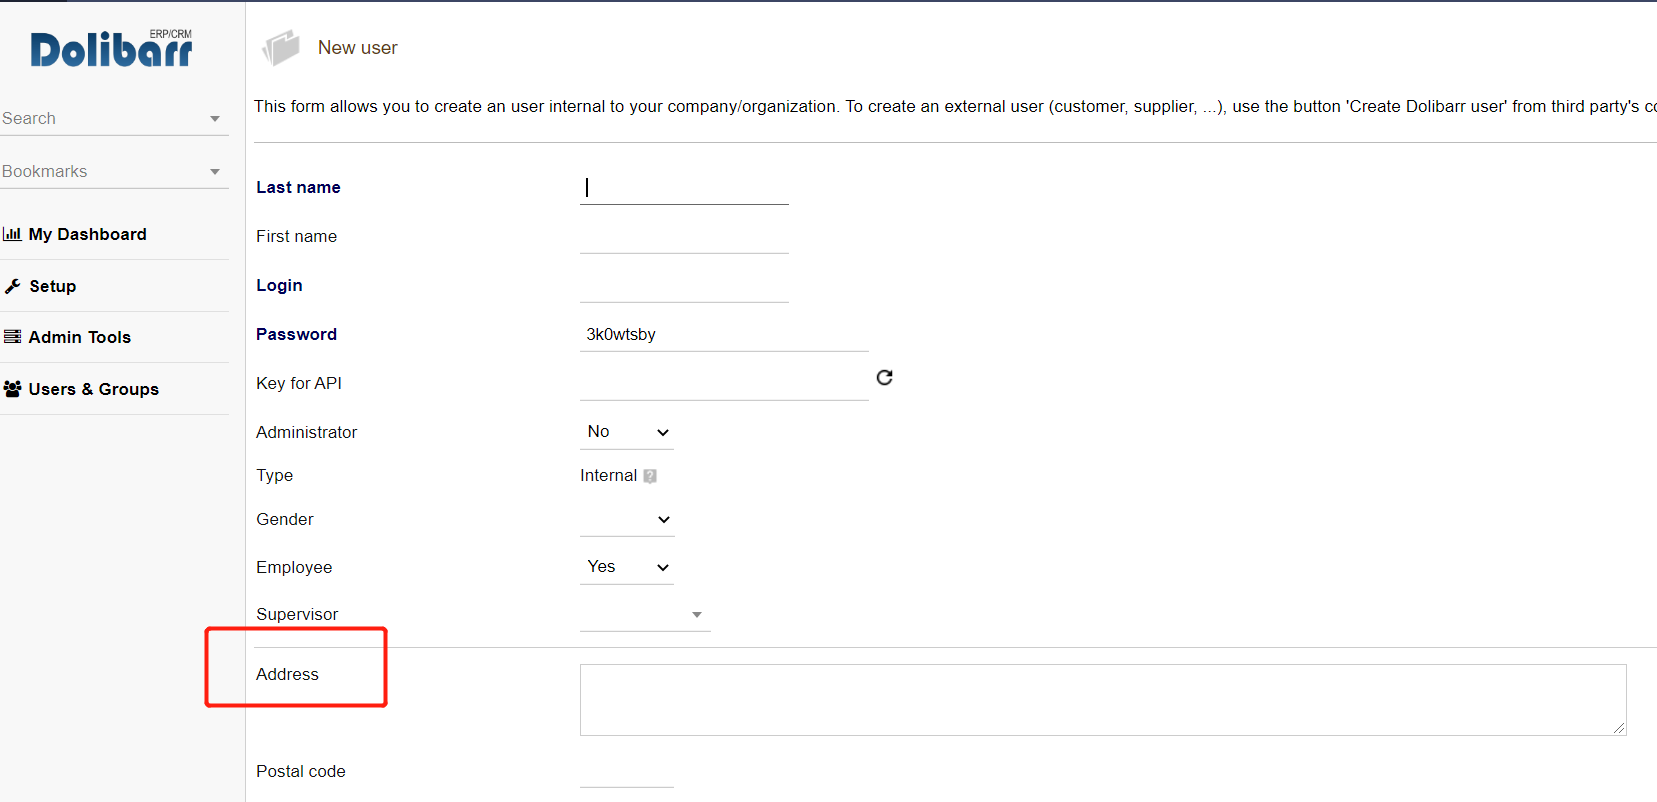 Dolibarr ERP/CRM
Search
Bookmarks
My Dashboard
Setup
Admin Tools
Users & Groups
New user
This form allows you to create an user internal to your company/organization. To create an external user (customer, supplier, ...), use the button 'Create Dolibarr user' from third party's co
Last name
First name
Login
Password 3k0wtsby
Key for API
Administrator No
Type Internal ?
Gender
Employee Yes
Supervisor
Address
Postal code